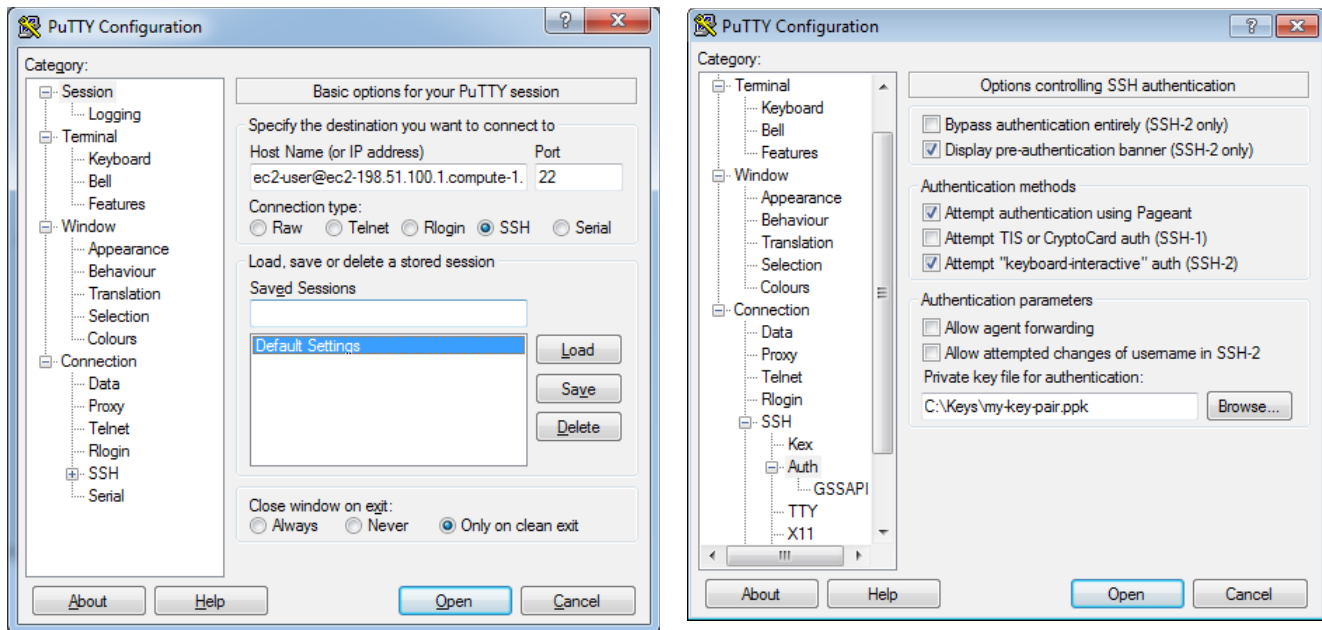 PuTTY Configuration
Category:
Session
Logging
Terminal
Keyboard
Bell
Features
Window
Appearance
Behaviour
Translation
Selection
Colours
Connection
Data
Proxy
Telnet
Rlogin
SSH
Serial
Basic options for your PuTTY session
Specify the destination you want to connect to
Host Name (or IP address) Port
ec2-user@ec2-198.51.100.1.compute-1. 22
Connection type:
Raw Telnet Rlogin SSH Serial
Load, save or delete a stored session
Saved Sessions
Default Settings
Load
Save
Delete
Close window on exit:
Always Never Only on clean exit
About Help Open Cancel
PuTTY Configuration
Category:
Terminal
Keyboard
Bell
Features
Window
Appearance
Behaviour
Translation
Selection
Colours
Connection
Data
Proxy
Telnet
Rlogin
SSH
Kex
Auth
GSSAPI
TTY
X11
Options controlling SSH authentication
Bypass authentication entirely (SSH-2 only)
Display pre-authentication banner (SSH-2 only)
Authentication methods
Attempt authentication using Pageant
Attempt TIS or CryptoCard auth (SSH-1)
Attempt "keyboard-interactive" auth (SSH-2)
Authentication parameters
Allow agent forwarding
Allow attempted changes of username in SSH-2
Private key file for authentication:
C:\Keys\my-key-pair.ppk Browse...
About Help Open Cancel